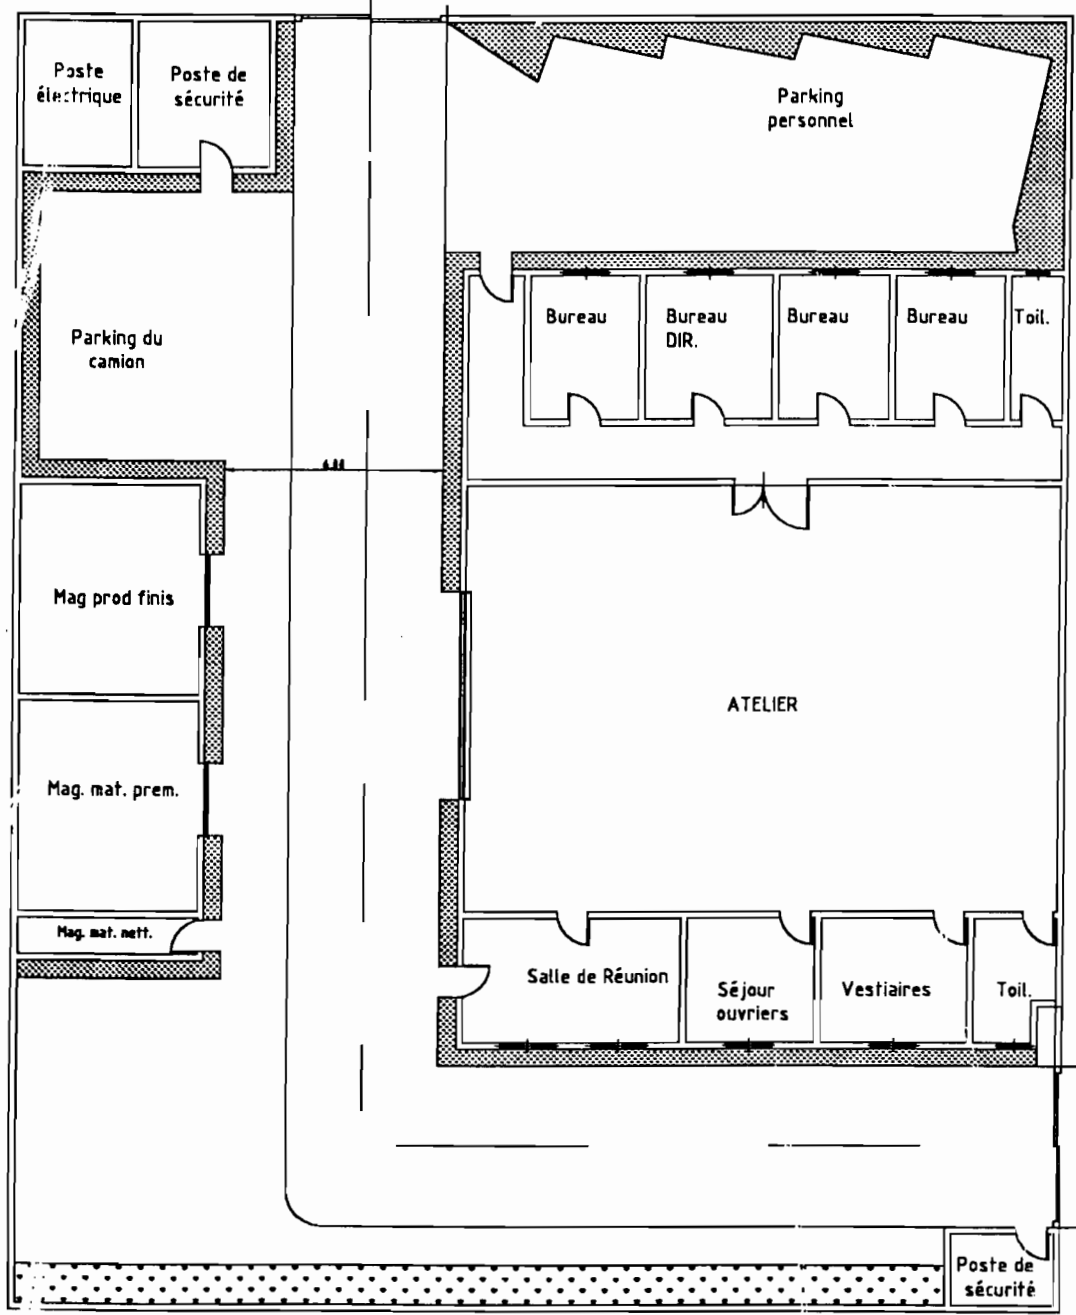 Poste
électrique
Poste de
sécurité
Parking
personnel
Parking du
camion
Bureau
Bureau
DIR.
Bureau
Bureau
Toil.
Mag prod finis
ATELIER
Mag. mat. prem.
Mag. mat. nett.
Salle de Réunion
Séjour
ouvriers
Vestiaires
Toil.
Poste de
sécurité